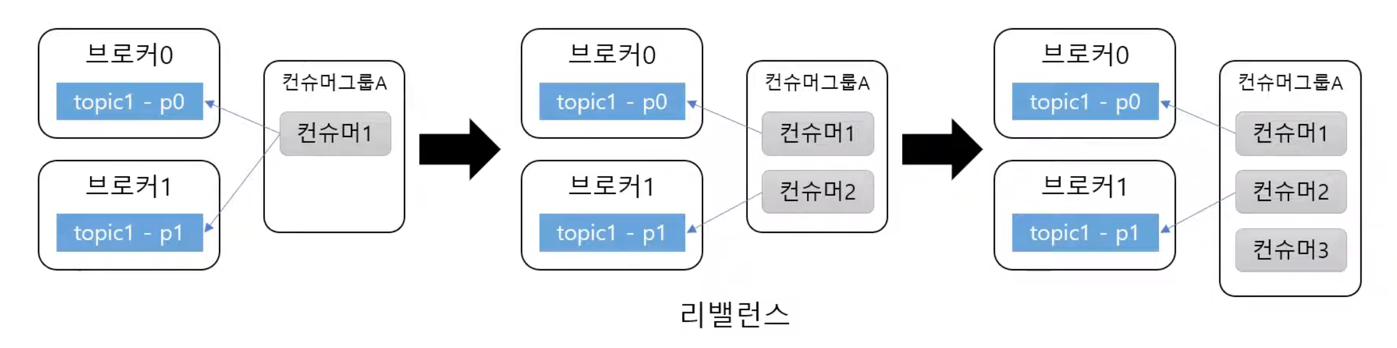 브로커0
topic1 - p0
브로커1
topic1 - p1
컨슈머그룹A
컨슈머1
브로커0
topic1 - p0
브로커1
topic1 - p1
컨슈머그룹A
컨슈머1
컨슈머2
브로커0
topic1 - p0
브로커1
topic1 - p1
컨슈머그룹A
컨슈머1
컨슈머2
컨슈머3
리밸런스